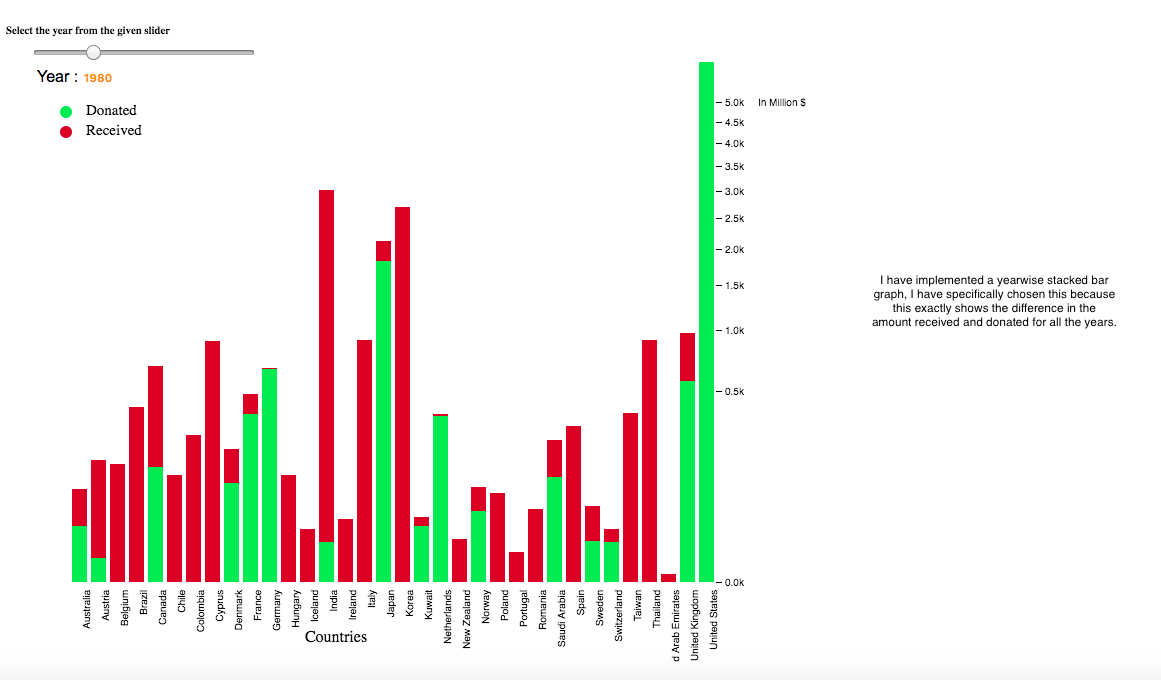 Select the year from the given slider
Year : 1980
Donated
Received
5.0k In Million $
4.5k
4.0k
3.5k
3.0k
2.5k
2.0k
1.5k
1.0k
0.5k
0.0k
I have implemented a yearwise stacked bar
graph, I have specifically chosen this because
this exactly shows the difference in the
amount received and donated for all the years.
Australia
Austria
Belgium
Brazil
Canada
Chile
Colombia
Cyprus
Denmark
France
Germany
Hungary
Iceland
India
Ireland
Italy
Japan
Korea
Kuwait
Netherlands
New Zealand
Norway
Poland
Portugal
Romania
Saudi Arabia
Spain
Sweden
Switzerland
Taiwan
Thailand
d Arab Emirates
United Kingdom
United States
Countries